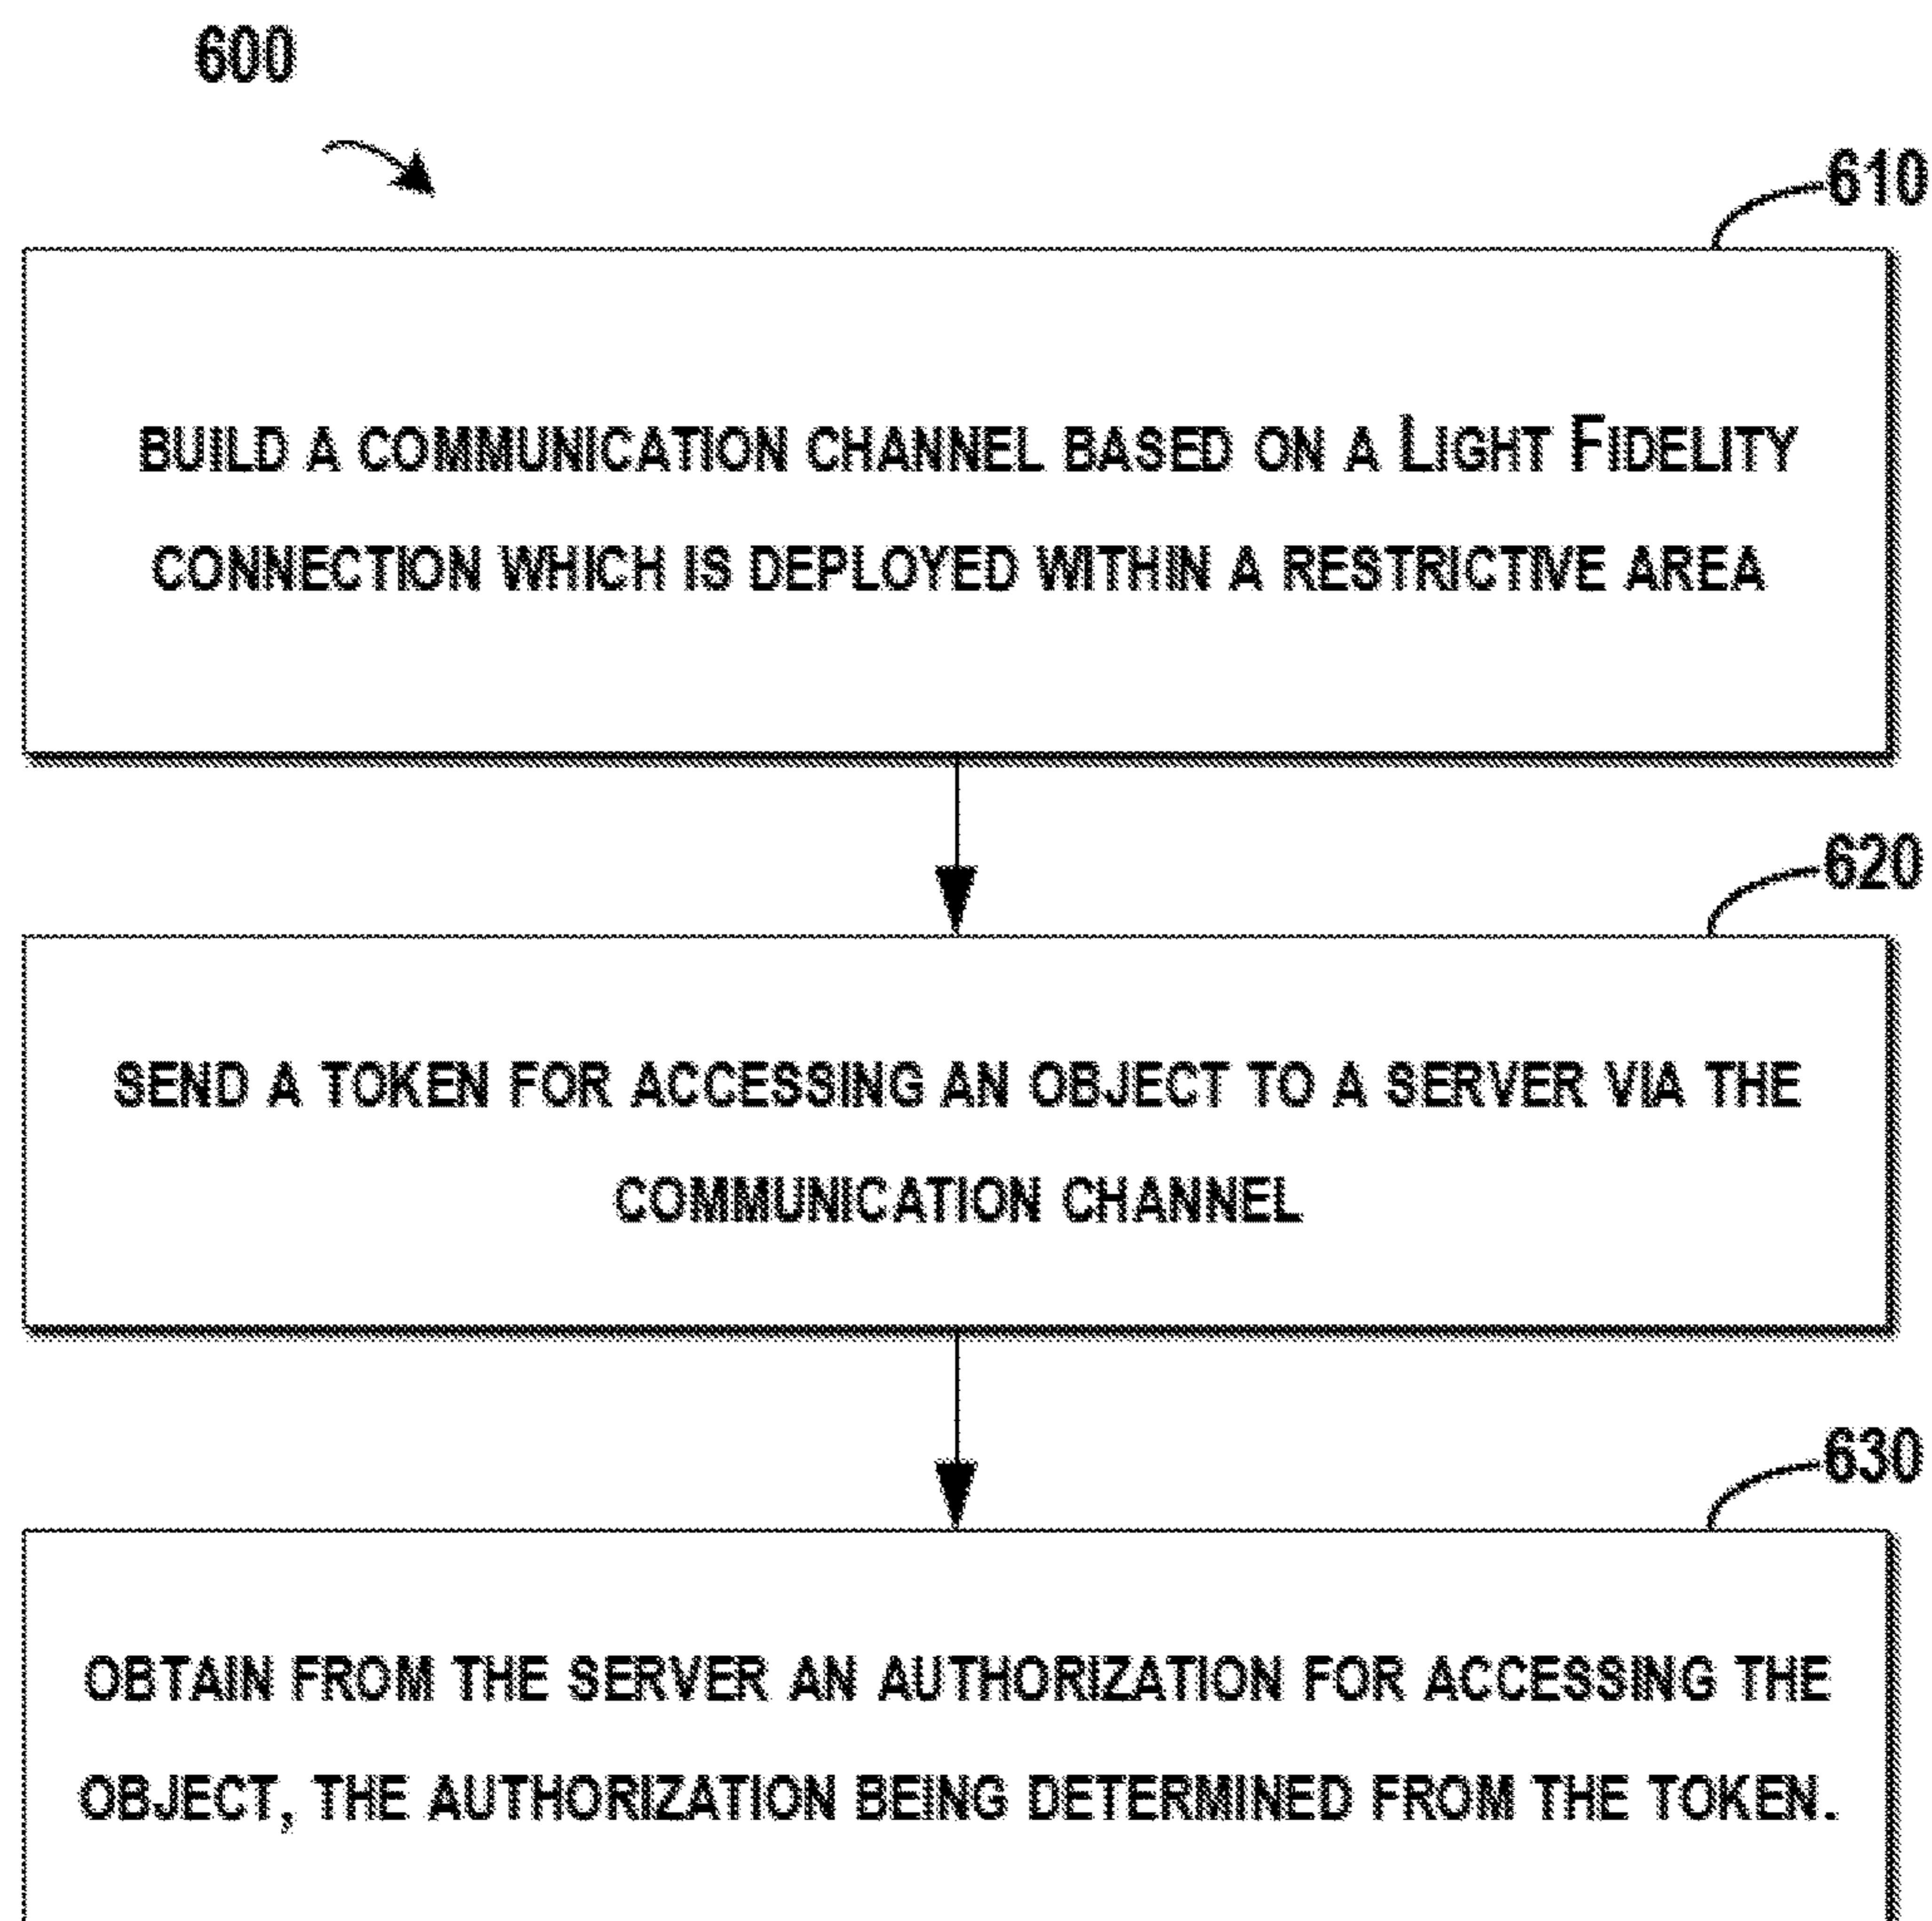 600
610
BUILD A COMMUNICATION CHANNEL BASED ON A LIGHT FIDELITY
CONNECTION WHICH IS DEPLOYED WITHIN A RESTRICTIVE AREA
620
SEND A TOKEN FOR ACCESSING AN OBJECT TO A SERVER VIA THE
COMMUNICATION CHANNEL
630
OBTAIN FROM THE SERVER AN AUTHORIZATION FOR ACCESSING THE
OBJECT, THE AUTHORIZATION BEING DETERMINED FROM THE TOKEN.